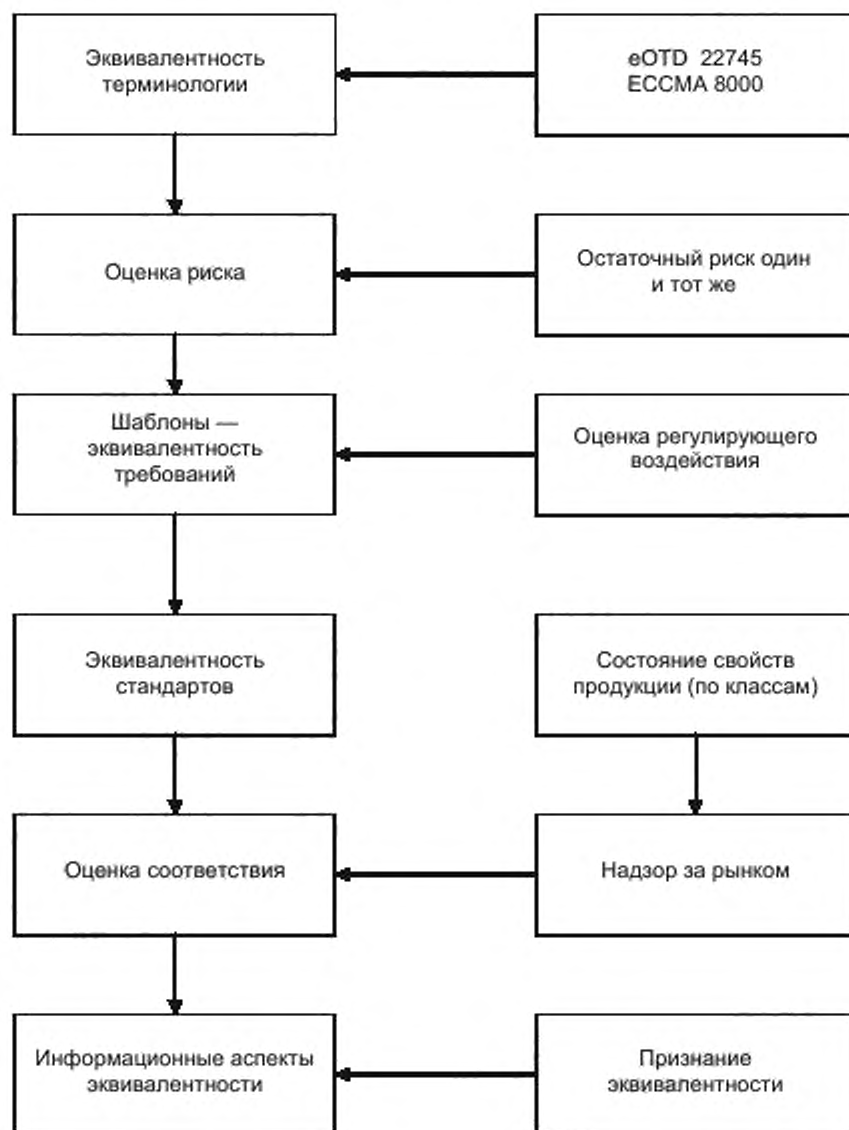 Эквивалентность
терминологии
eOTD 22745
ECCMA 8000
Оценка риска
Остаточный риск один
и тот же
Шаблоны —
эквивалентность
требований
Оценка регулирующего
воздействия
Эквивалентность
стандартов
Состояние свойств
продукции (по классам)
Оценка соответствия
Надзор за рынком
Информационные аспекты
эквивалентности
Признание
эквивалентности